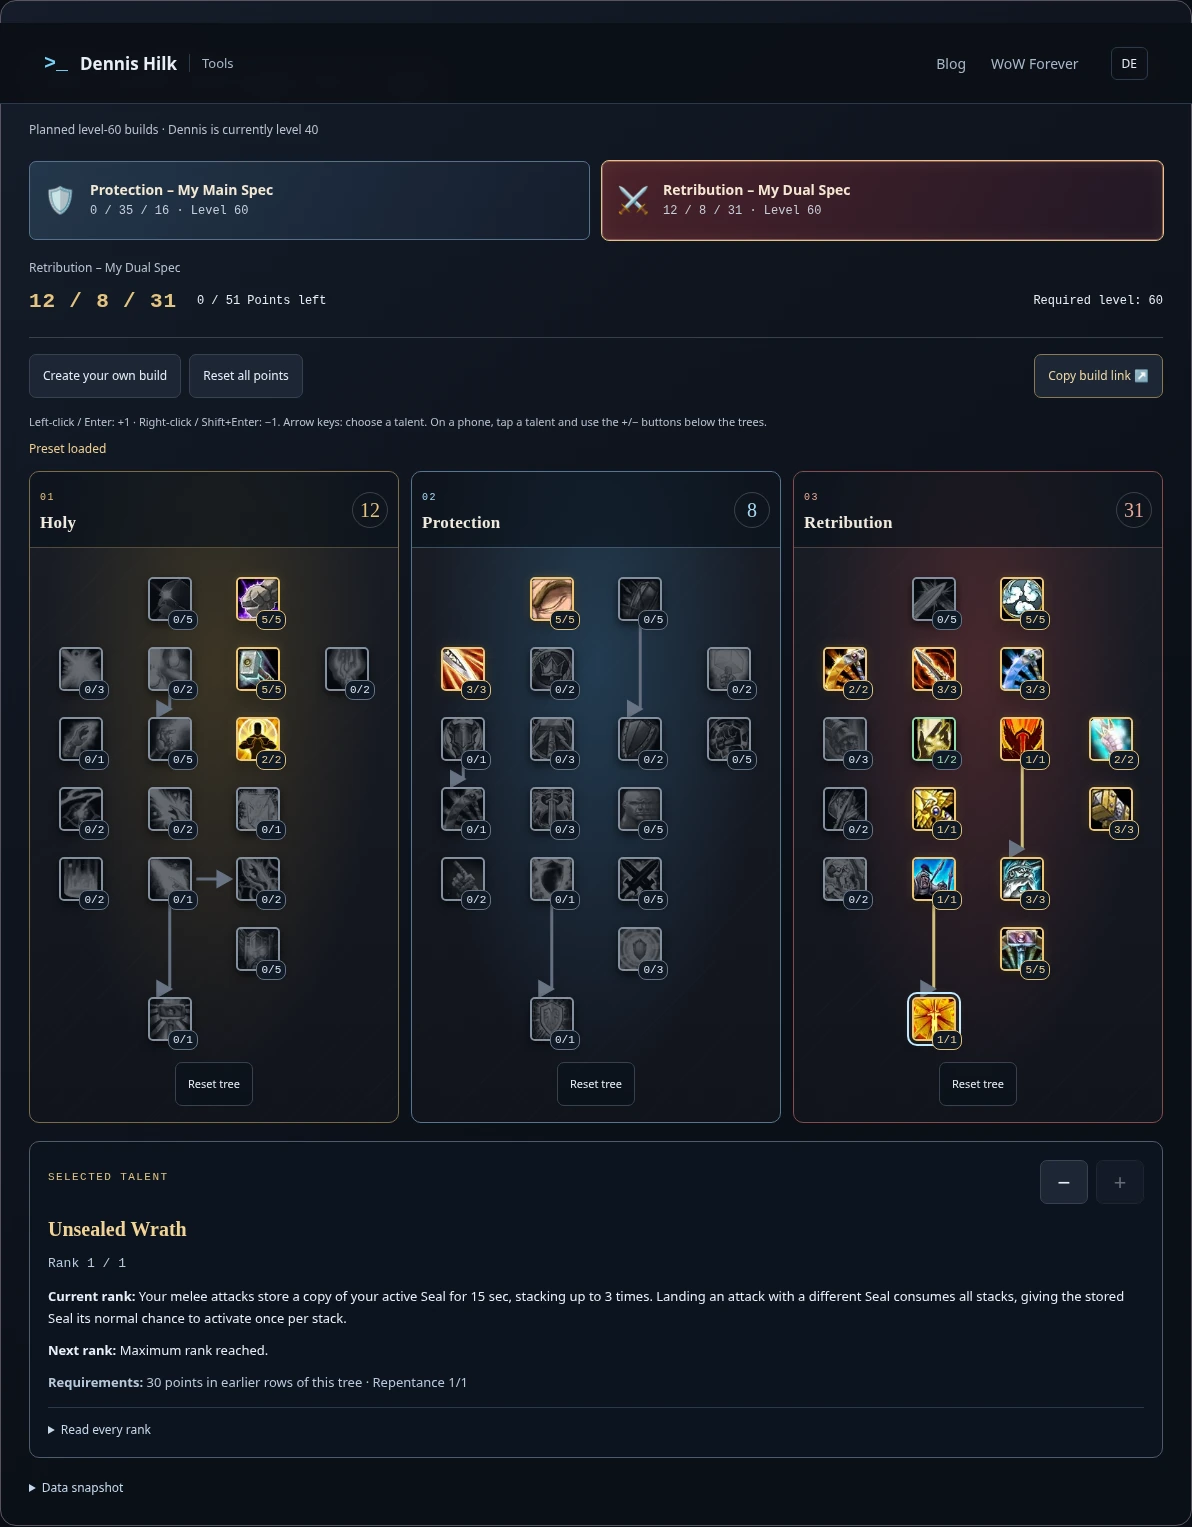 >_ Dennis Hilk Tools Blog WoW Forever DE
Planned level-60 builds · Dennis is currently level 40
Protection – My Main Spec
0 / 35 / 16 · Level 60
Retribution – My Dual Spec
12 / 8 / 31 · Level 60
Retribution – My Dual Spec
12 / 8 / 31 0 / 51 Points left Required level: 60
Create your own build Reset all points Copy build link ↗
Left-click / Enter: +1 · Right-click / Shift+Enter: −1. Arrow keys: choose a talent. On a phone, tap a talent and use the +/− buttons below the trees.
Preset loaded
01
Holy 12
0/5 5/5
0/3 0/2 5/5 0/2
0/1 0/5 2/2
0/2 0/2 0/1
0/2 0/1 0/2
0/5
0/1
Reset tree
02
Protection 8
5/5 0/5
3/3 0/2 0/2
0/1 0/3 0/2 0/5
0/1 0/3 0/5
0/2 0/1 0/5
0/3
0/1
Reset tree
03
Retribution 31
0/5 5/5
2/2 3/3 3/3
0/3 1/2 1/1 2/2
0/2 1/1 3/3
0/2 1/1 3/3
5/5
1/1
Reset tree
SELECTED TALENT − +
Unsealed Wrath
Rank 1 / 1
Current rank: Your melee attacks store a copy of your active Seal for 15 sec, stacking up to 3 times. Landing an attack with a different Seal consumes all stacks, giving the stored
Seal its normal chance to activate once per stack.
Next rank: Maximum rank reached.
Requirements: 30 points in earlier rows of this tree · Repentance 1/1
Read every rank
Data snapshot